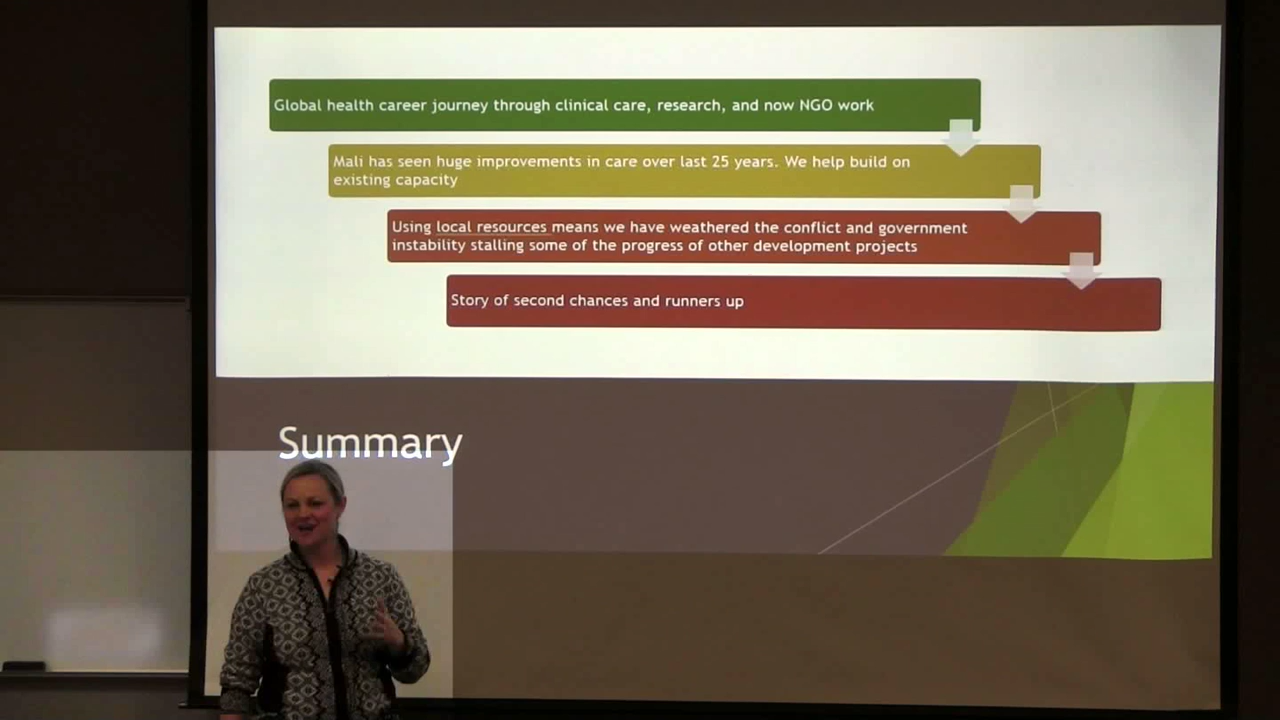 Global health career journey through clinical care, research, and now NGO work
Mali has seen huge improvements in care over last 25 years. We help build on
existing capacity
Using local resources means we have weathered the conflict and government
instability stalling some of the progress of other development projects
Story of second chances and runners up
Summary